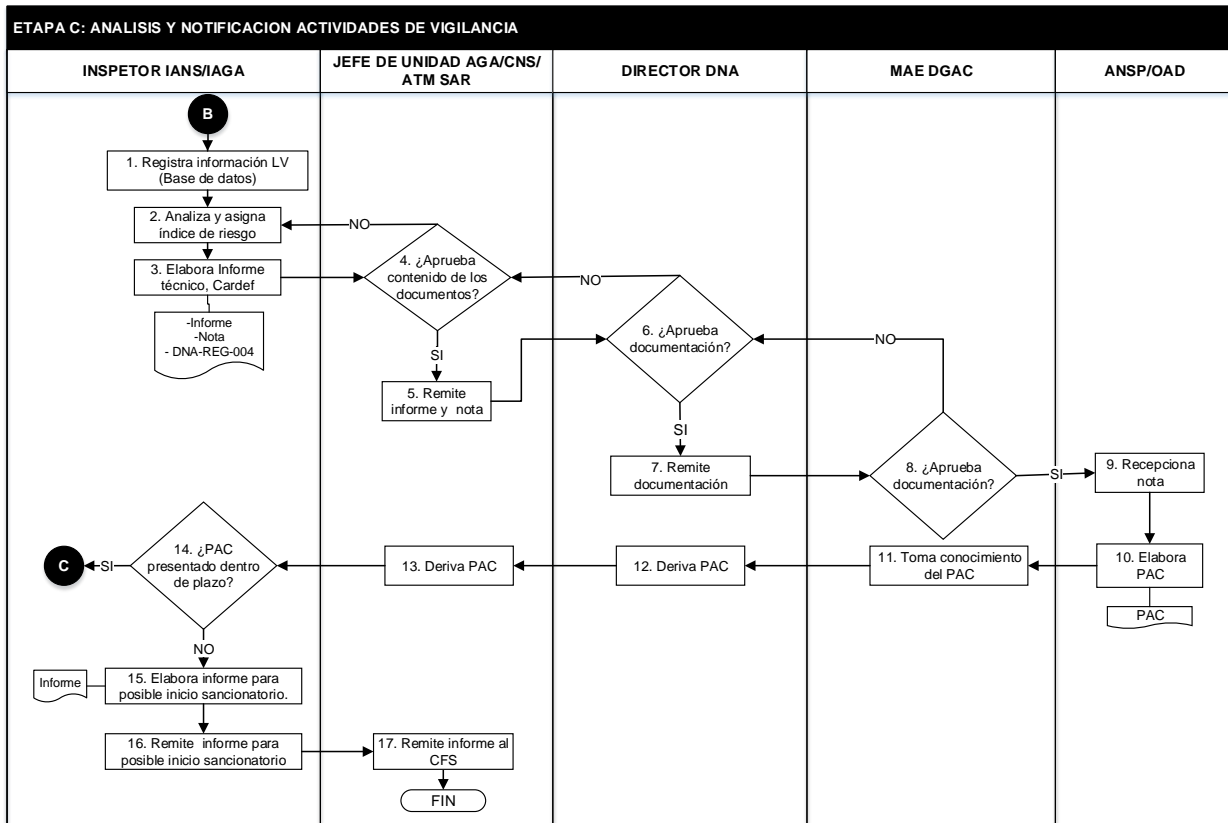 ETAPA C: ANALISIS Y NOTIFICACION ACTIVIDADES DE VIGILANCIA
INSPETOR IANS/IAGA
JEFE DE UNIDAD AGA/CNS/
ATM SAR
DIRECTOR DNA
MAE DGAC
ANSP/OAD
B
1. Registra información LV
(Base de datos)
2. Analiza y asigna
índice de riesgo
NO
3. Elabora Informe
técnico, Cardef
-Informe
-Nota
- DNA-REG-004
4. ¿Aprueba
contenido de los
documentos?
NO
SI
5. Remite
informe y nota
6. ¿Aprueba
documentación?
NO
SI
7. Remite
documentación
8. ¿Aprueba
documentación?
SI
9. Recepciona
nota
10. Elabora
PAC
PAC
11. Toma conocimiento
del PAC
12. Deriva PAC
13. Deriva PAC
14. ¿PAC
presentado dentro
de plazo?
SI
C
NO
Informe
15. Elabora informe para
posible inicio sancionatorio.
16. Remite informe para
posible inicio sancionatorio
17. Remite informe al
CFS
FIN